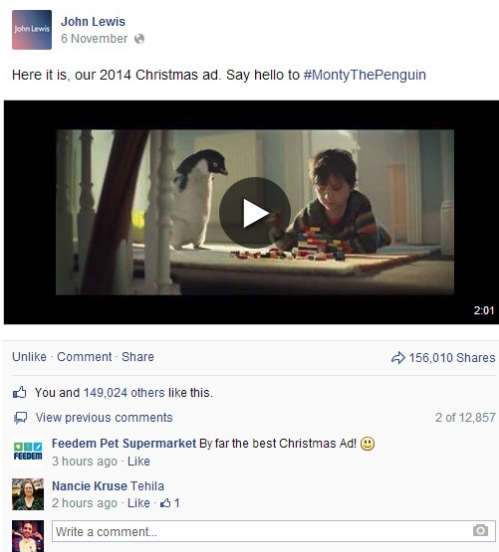 John Lewis
John Lewis
6 November
Here it is, our 2014 Christmas ad. Say hello to #MontyThePenguin
2:01
Unlike · Comment · Share
156,010 Shares
You and 149,024 others like this.
View previous comments
2 of 12,857
FEEDEM
Feedem Pet Supermarket By far the best Christmas Ad!
3 hours ago · Like
Nancie Kruse Tehila
2 hours ago · Like · 1
Write a comment...